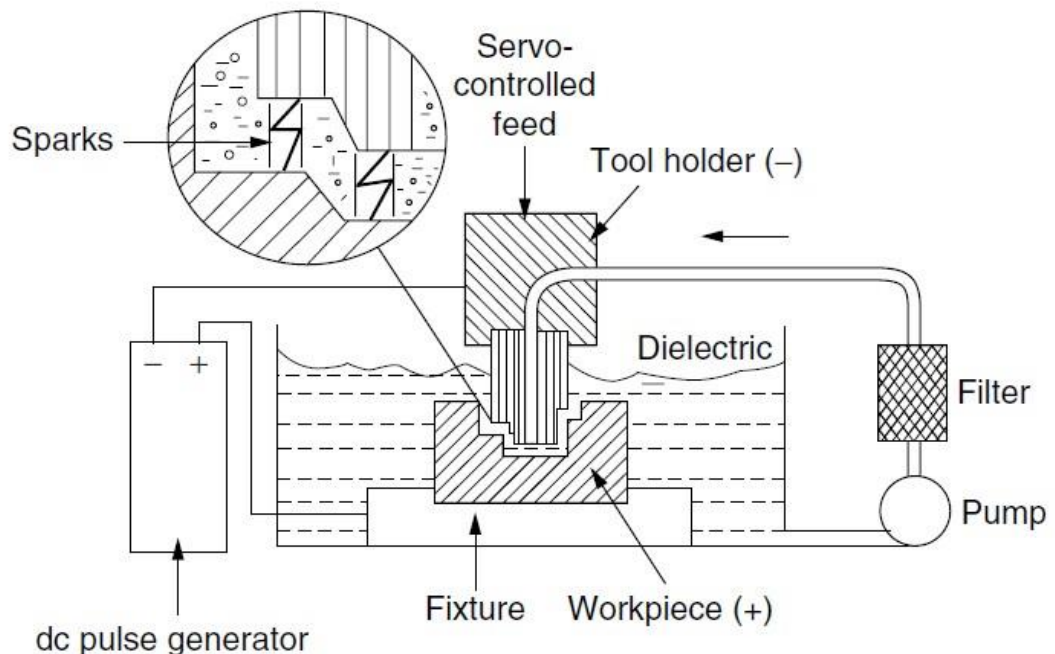 Servo-
controlled
feed
Sparks
Tool holder (–)
– +
Dielectric
Filter
Pump
Fixture
Workpiece (+)
dc pulse generator